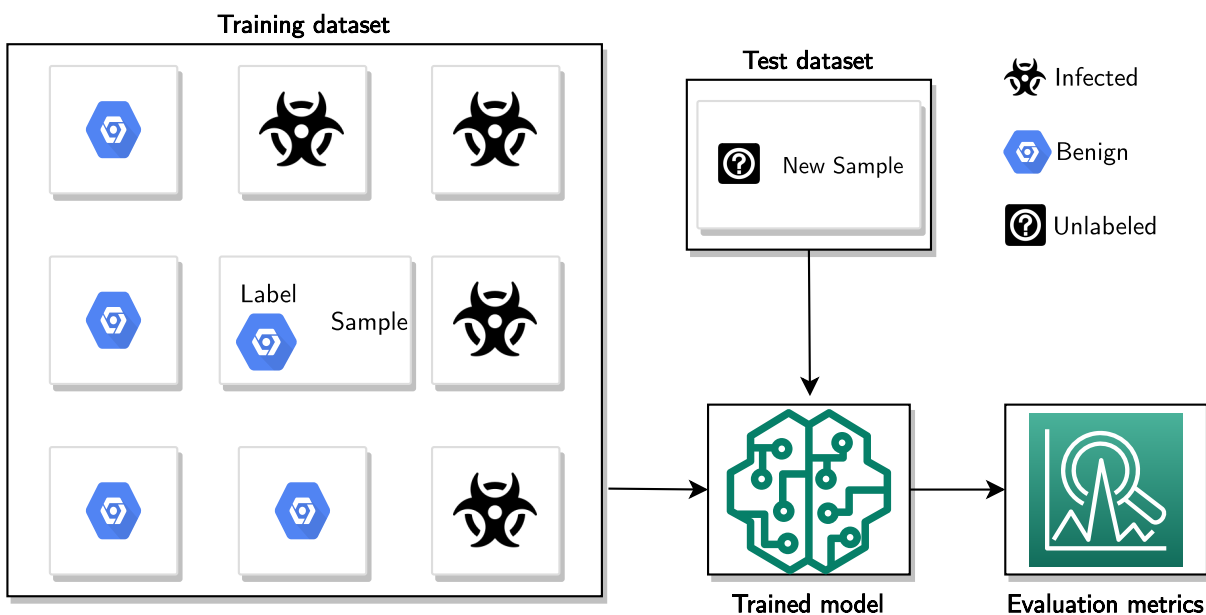 Training dataset
Test dataset
Infected
Benign
Unlabeled
New Sample
Label
Sample
Trained model
Evaluation metrics